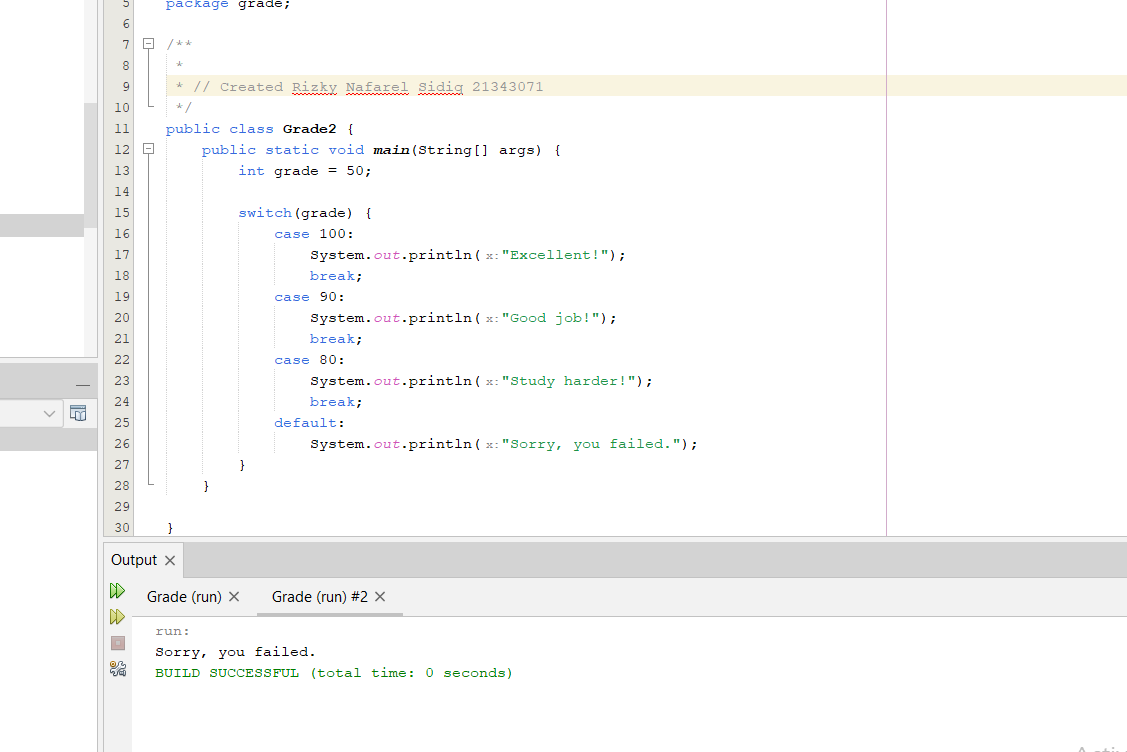 5 package grade;
6
7 /**
8 *
9 * // Created Rizky Nafarel Sidiq 21343071
10 */
11 public class Grade2 {
12 public static void main(String[] args) {
13 int grade = 50;
14
15 switch(grade) {
16 case 100:
17 System.out.println( x: "Excellent!");
18 break;
19 case 90:
20 System.out.println( x: "Good job!");
21 break;
22 case 80:
23 System.out.println( x: "Study harder!");
24 break;
25 default:
26 System.out.println( x: "Sorry, you failed.");
27 }
28 }
29
30 }
Output
Grade (run) Grade (run) #2
run:
Sorry, you failed.
BUILD SUCCESSFUL (total time: 0 seconds)